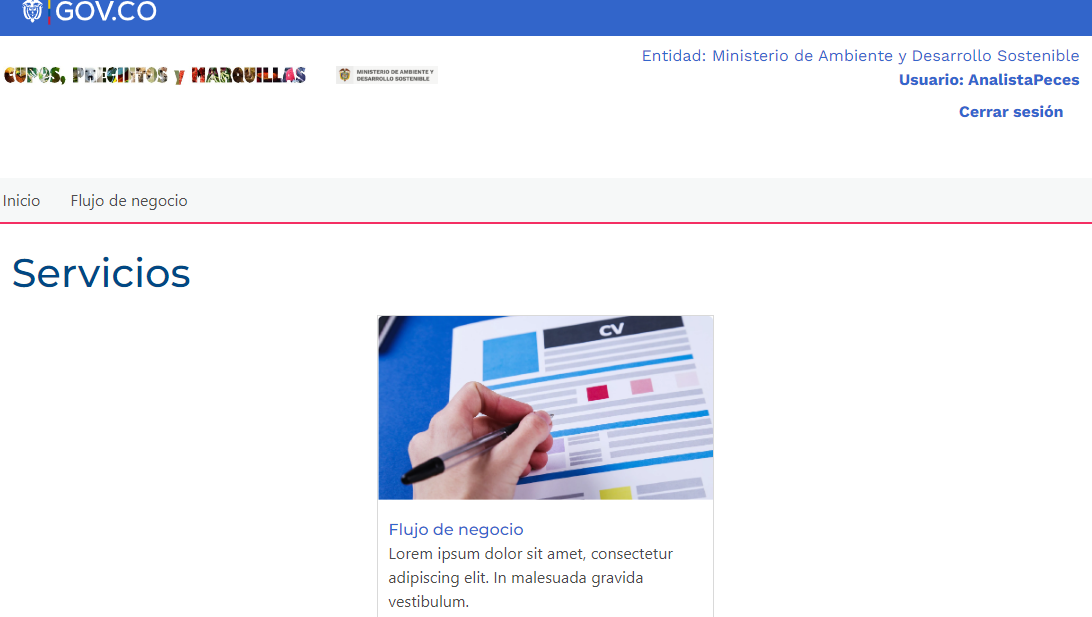 GOV.CO
Entidad: Ministerio de Ambiente y Desarrollo Sostenible
CUPOS, PRECINTOS y MARQUILLAS
MINISTERIO DE AMBIENTE Y
DESARROLLO SOSTENIBLE
Usuario: AnalistaPeces
Cerrar sesión
Inicio
Flujo de negocio
Servicios
CV
Flujo de negocio
Lorem ipsum dolor sit amet, consectetur
adipiscing elit. In malesuada gravida
vestibulum.